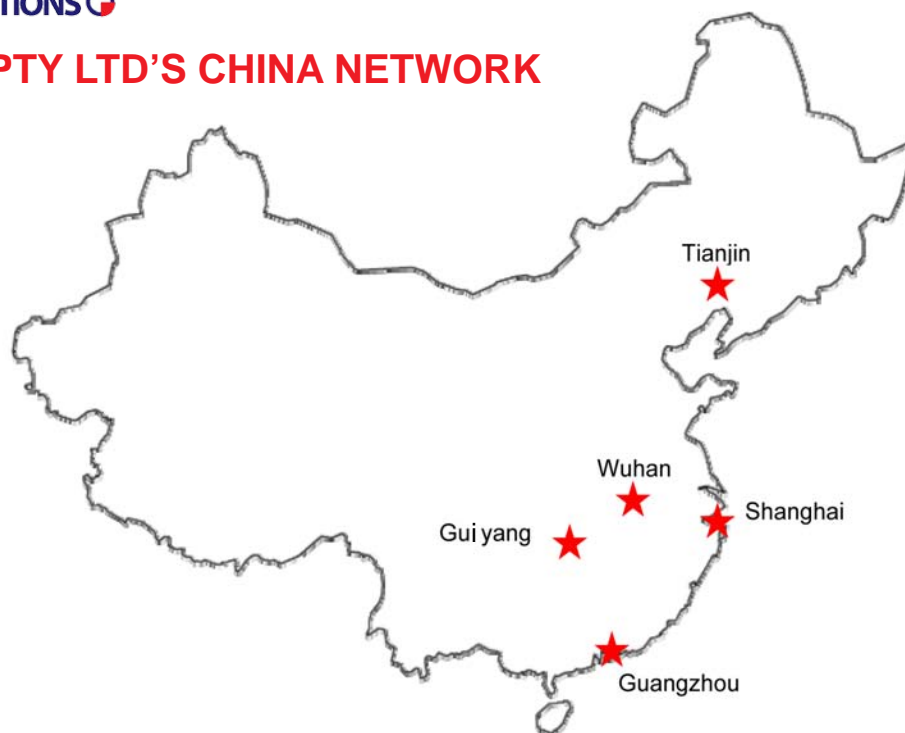 TIONS
PTY LTD'S CHINA NETWORK
Tianjin
Wuhan
Shanghai
Gui yang
Guangzhou